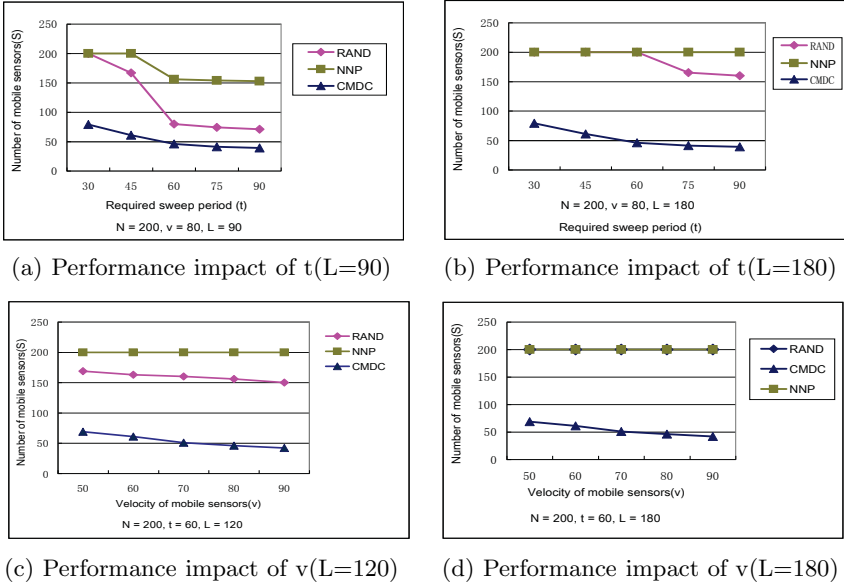 250
200
150
100
50
0
Number of mobile sensors(S)
30 45 60 75 90
Required sweep period (t)
N = 200, v = 80, L = 90
RAND
NNP
CMDC
(a) Performance impact of t(L=90)
250
200
150
100
50
0
Number of mobile sensors(S)
30 45 60 75 90
N = 200, v = 80, L = 180
Required sweep period (t)
RAND
NNP
CMDC
(b) Performance impact of t(L=180)
250
200
150
100
50
0
Number of mobile sensors(S)
50 60 70 80 90
Velocity of mobile sensors(v)
N = 200, t = 60, L = 120
RAND
NNP
CMDC
(c) Performance impact of v(L=120)
250
200
150
100
50
0
Number of mobile sensors(S)
50 60 70 80 90
Velocity of mobile sensors(v)
N = 200, t = 60, L = 180
RAND
CMDC
NNP
(d) Performance impact of v(L=180)